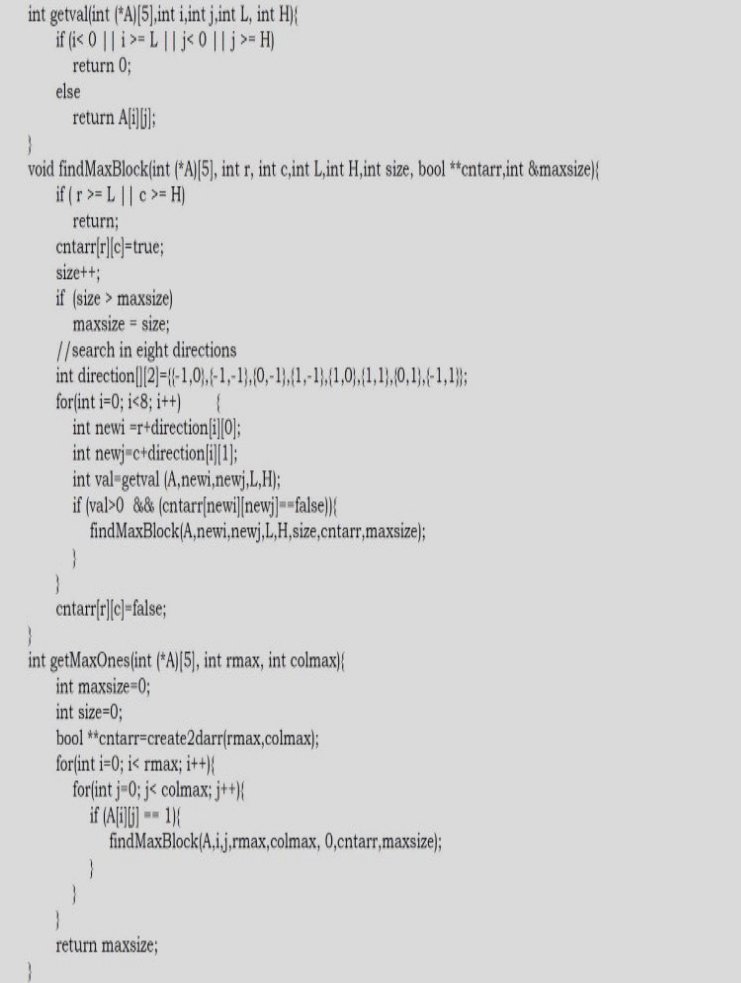 int getval(int (*A)[5],int i,int j,int L, int H){
if (i< 0 || i >= L || j< 0 || j >= H)
return 0;
else
return A[i][j];
}
void findMaxBlock(int (*A)[5], int r, int c,int L,int H,int size, bool **cntarr,int &maxsize){
if ( r >= L || c >= H)
return;
cntarr[r][c]=true;
size++;
if (size > maxsize)
maxsize = size;
//search in eight directions
int direction[][2]={{-1,0},{-1,-1},{0,-1},{1,-1},{1,0},{1,1},{0,1},{-1,1}};
for(int i=0; i<8; i++) {
int newi =r+direction[i][0];
int newj=c+direction[i][1];
int val=getval (A,newi,newj,L,H);
if (val>0 && (cntarr[newi][newj]==false)){
findMaxBlock(A,newi,newj,L,H,size,cntarr,maxsize);
}
}
cntarr[r][c]=false;
}
int getMaxOnes(int (*A)[5], int rmax, int colmax){
int maxsize=0;
int size=0;
bool **cntarr=create2darr(rmax,colmax);
for(int i=0; i< rmax; i++){
for(int j=0; j< colmax; j++){
if (A[i][j] == 1){
findMaxBlock(A,i,j,rmax,colmax, 0,cntarr,maxsize);
}
}
}
return maxsize;
}